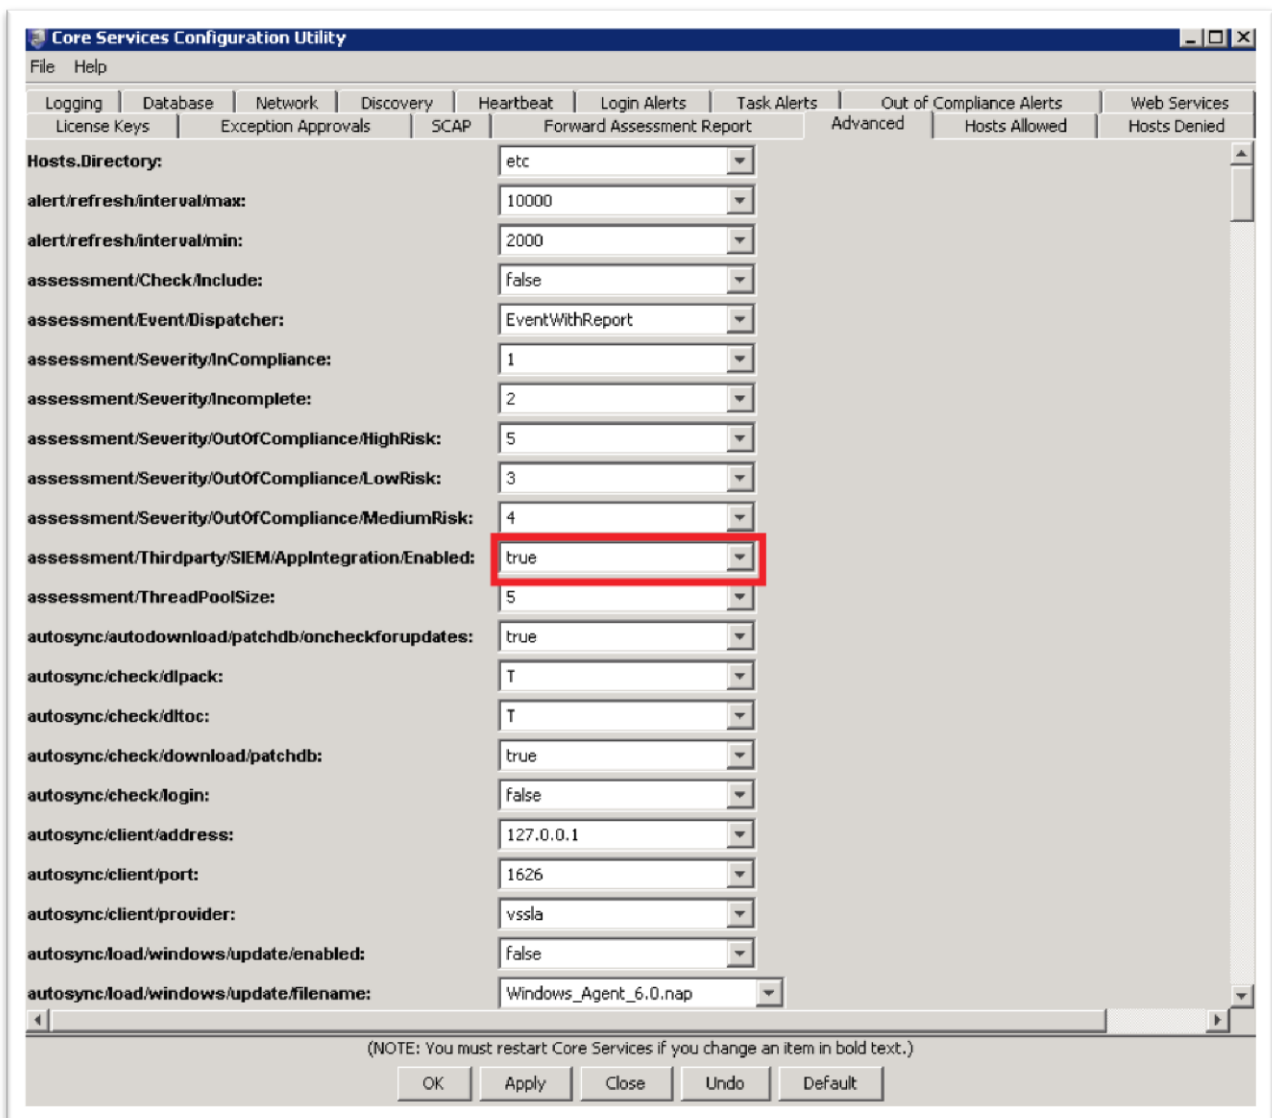 Core Services Configuration Utility
File Help
Logging Database Network Discovery Heartbeat Login Alerts Task Alerts Out of Compliance Alerts Web Services
License Keys Exception Approvals SCAP Forward Assessment Report Advanced Hosts Allowed Hosts Denied
Hosts.Directory: etc
alert/refresh/interval/max: 10000
alert/refresh/interval/min: 2000
assessment/Check/Include: false
assessment/Event/Dispatcher: EventWithReport
assessment/Severity/InCompliance: 1
assessment/Severity/Incomplete: 2
assessment/Severity/OutOfCompliance/HighRisk: 5
assessment/Severity/OutOfCompliance/LowRisk: 3
assessment/Severity/OutOfCompliance/MediumRisk: 4
assessment/Thirdparty/SIEM/AppIntegration/Enabled: true
assessment/ThreadPoolSize: 5
autosync/autodownload/patchdb/oncheckforupdates: true
autosync/check/dlpack: T
autosync/check/dltoc: T
autosync/check/download/patchdb: true
autosync/check/login: false
autosync/client/address: 127.0.0.1
autosync/client/port: 1626
autosync/client/provider: vssla
autosync/load/windows/update/enabled: false
autosync/load/windows/update/filename: Windows_Agent_6.0.nap
(NOTE: You must restart Core Services if you change an item in bold text.)
OK Apply Close Undo Default